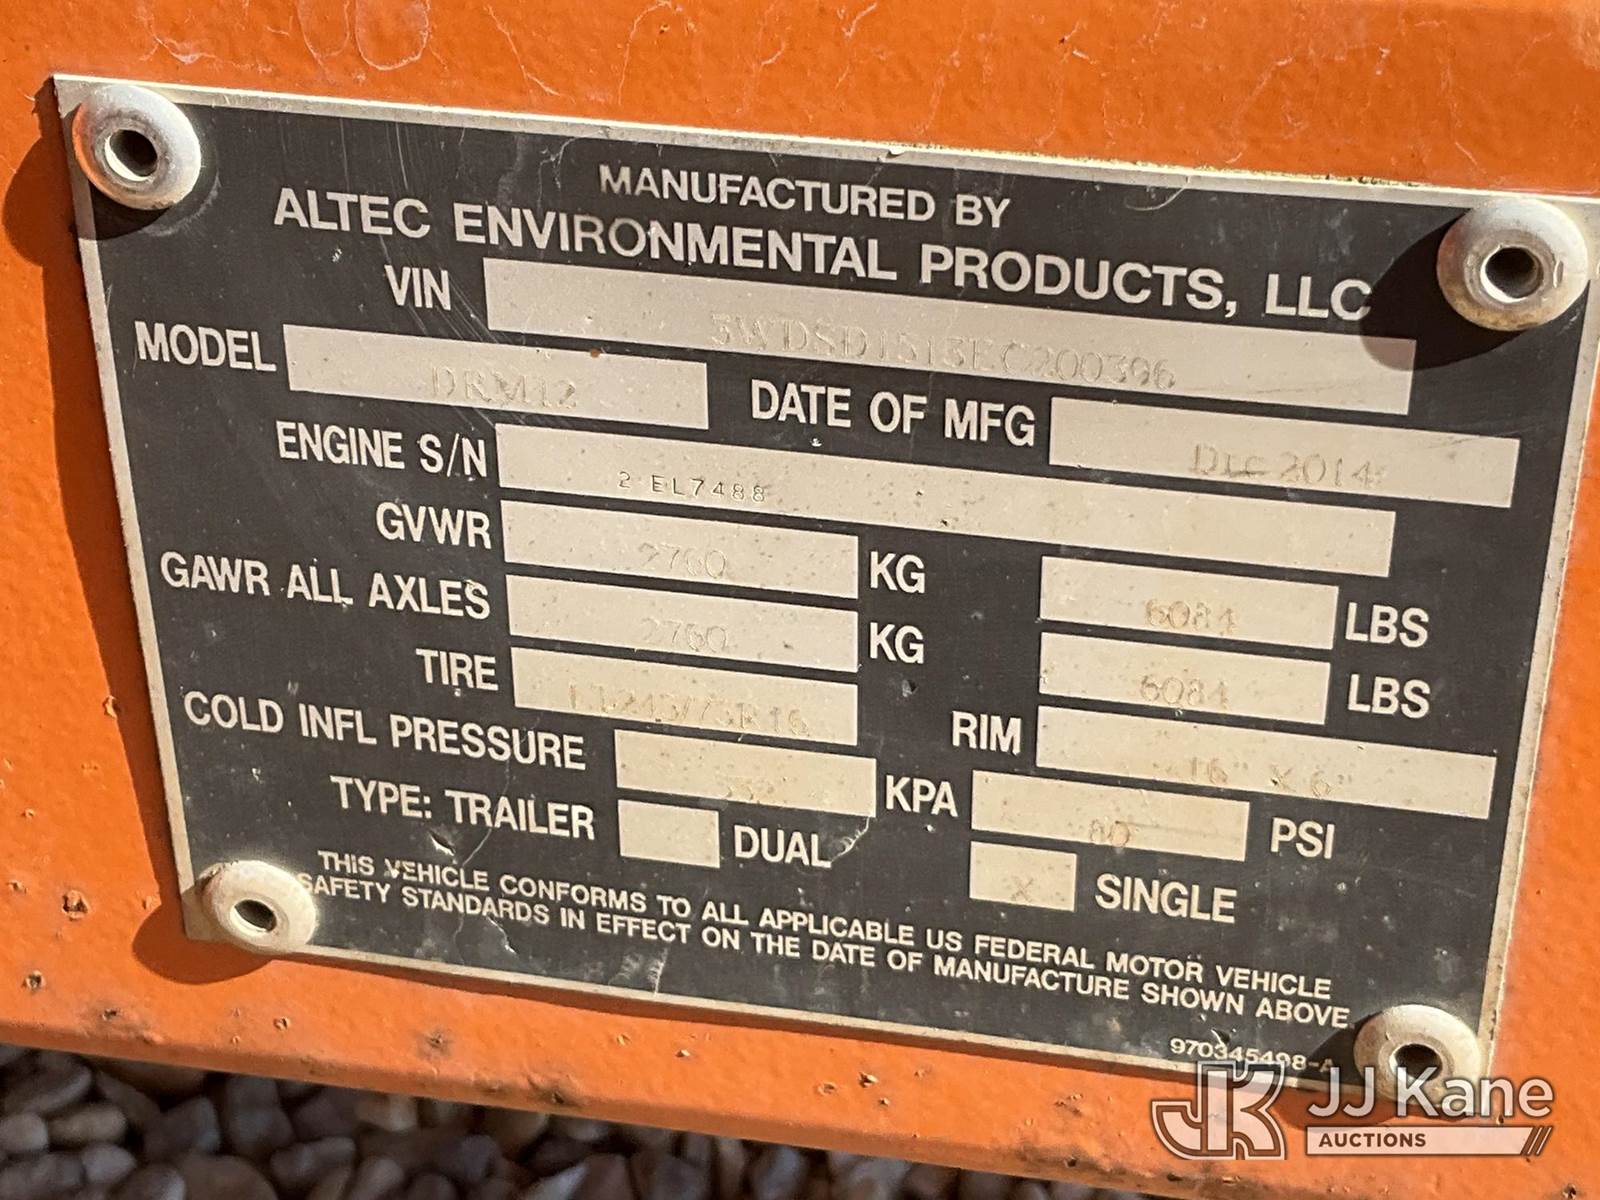 MANUFACTURED BY
ALTEC ENVIRONMENTAL PRODUCTS, LLC
VIN
MODEL DRM12 DATE OF MFG Dec 2014
ENGINE S/N 2 EL7488
GVWR 2760 KG 6084 LBS
GAWR ALL AXLES 2760 KG 6084 LBS
TIRE RIM 16" X 6"
COLD INFL PRESSURE KPA 80 PSI
TYPE: TRAILER DUAL X SINGLE
THIS VEHICLE CONFORMS TO ALL APPLICABLE US FEDERAL MOTOR VEHICLE
SAFETY STANDARDS IN EFFECT ON THE DATE OF MANUFACTURE SHOWN ABOVE
970345498-A
JK JJ Kane
AUCTIONS